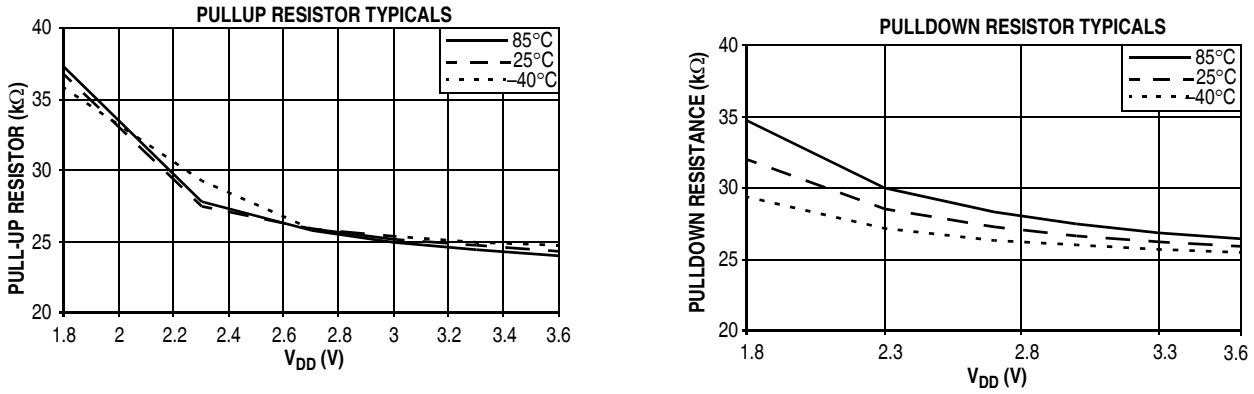 PULLUP RESISTOR TYPICALS
PULL-UP RESISTOR (kΩ)
40
35
30
25
20
1.8 2 2.2 2.4 2.6 2.8 3 3.2 3.4 3.6
VDD (V)
85°C
25°C
–40°C
PULLDOWN RESISTOR TYPICALS
PULLDOWN RESISTANCE (kΩ)
40
35
30
25
20
1.8 2.3 2.8 3.3 3.6
VDD (V)
85°C
25°C
–40°C